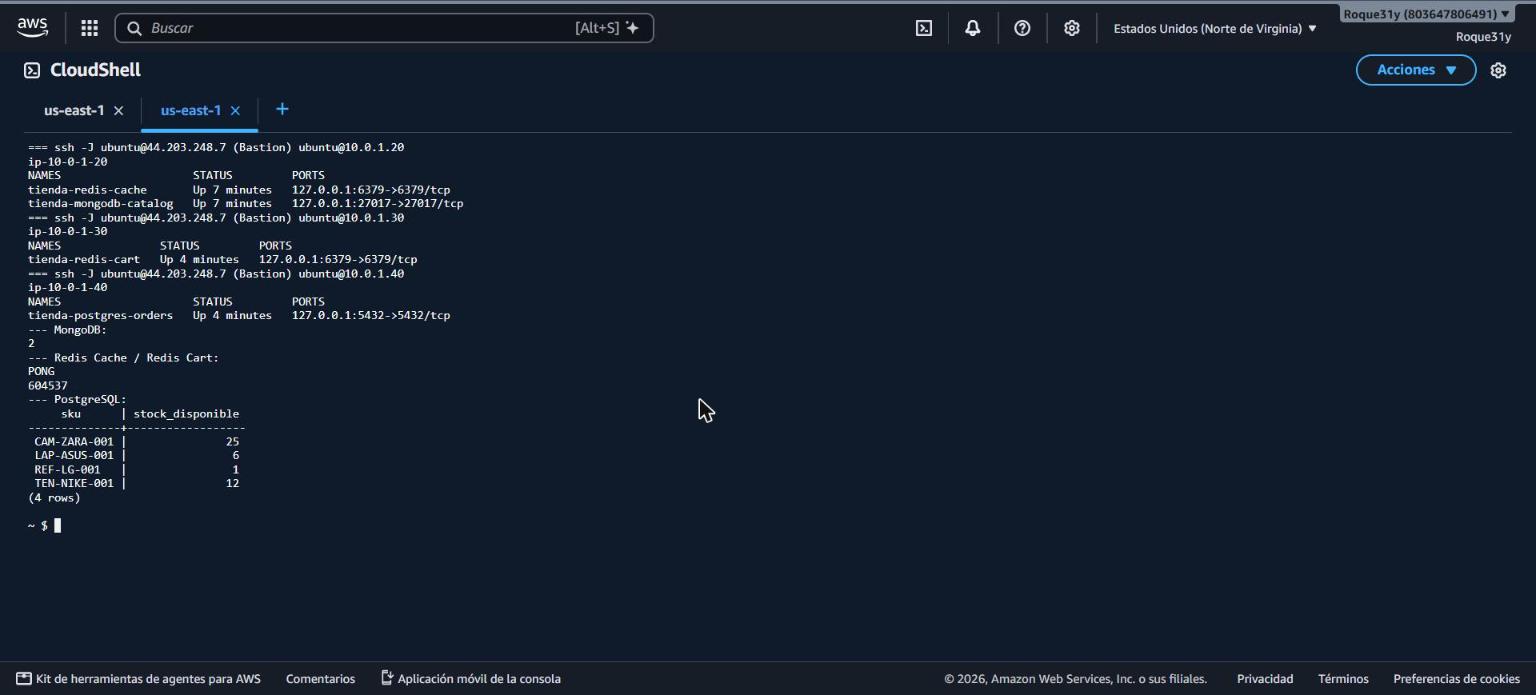 aws
Buscar [Alt+S]
Estados Unidos (Norte de Virginia) ▼
Roque31y (803647806491) ▼
Roque31y
CloudShell
Acciones ▼
us-east-1 × us-east-1 × +
=== ssh -J ubuntu@44.203.248.7 (Bastion) ubuntu@10.0.1.20
ip-10-0-1-20
NAMES STATUS PORTS
tienda-redis-cache Up 7 minutes 127.0.0.1:6379->6379/tcp
tienda-mongodb-catalog Up 7 minutes 127.0.0.1:27017->27017/tcp
=== ssh -J ubuntu@44.203.248.7 (Bastion) ubuntu@10.0.1.30
ip-10-0-1-30
NAMES STATUS PORTS
tienda-redis-cart Up 4 minutes 127.0.0.1:6379->6379/tcp
=== ssh -J ubuntu@44.203.248.7 (Bastion) ubuntu@10.0.1.40
ip-10-0-1-40
NAMES STATUS PORTS
tienda-postgres-orders Up 4 minutes 127.0.0.1:5432->5432/tcp
--- MongoDB:
2
--- Redis Cache / Redis Cart:
PONG
604537
--- PostgreSQL:
sku | stock_disponible
--------------+------------------
CAM-ZARA-001 | 25
LAP-ASUS-001 | 6
REF-LG-001 | 1
TEN-NIKE-001 | 12
(4 rows)
~ $
Kit de herramientas de agentes para AWS Comentarios Aplicación móvil de la consola © 2026, Amazon Web Services, Inc. o sus filiales. Privacidad Términos Preferencias de cookies